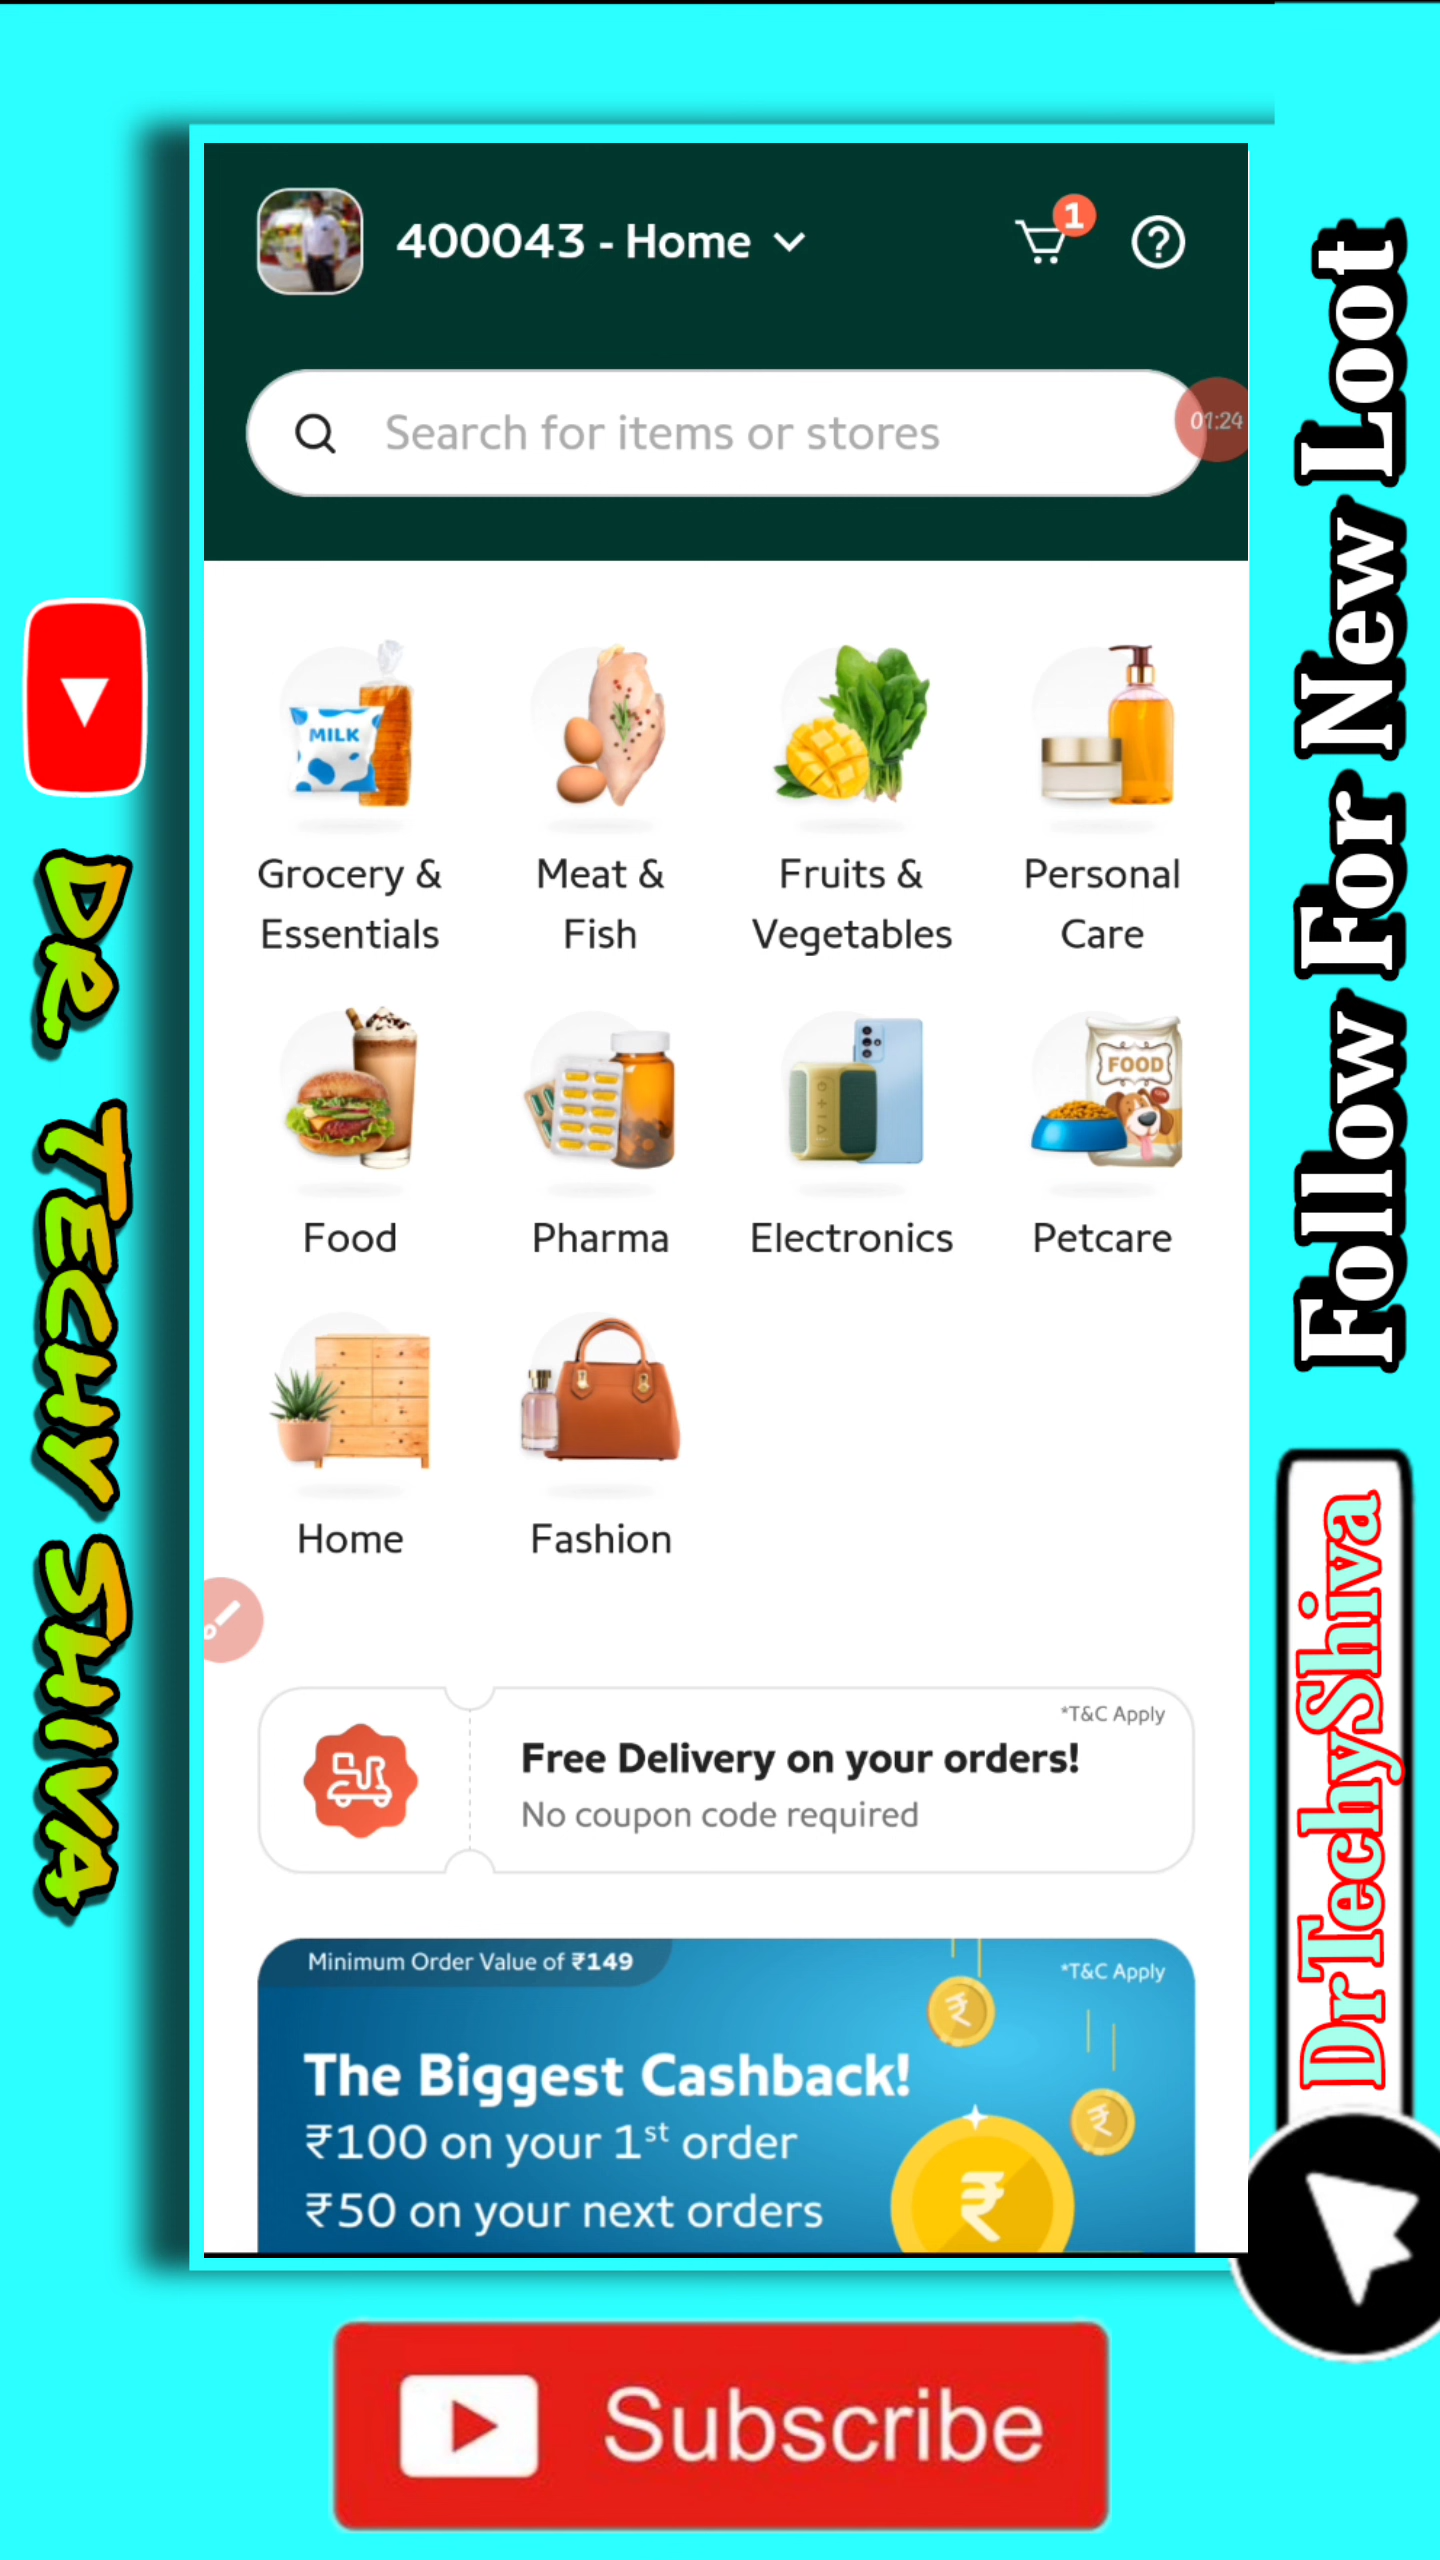 400043 - Home
1
Search for items or stores
01:24
MILK
Grocery &
Essentials
Meat &
Fish
Fruits &
Vegetables
Personal
Care
FOOD
Food
Pharma
Electronics
Petcare
Home
Fashion
*T&C Apply
Free Delivery on your orders!
No coupon code required
Minimum Order Value of ₹149
*T&C Apply
The Biggest Cashback!
₹100 on your 1st order
₹50 on your next orders
DR. TECHY SHIVA
Follow For New Loot
DrTechyShiva
Subscribe